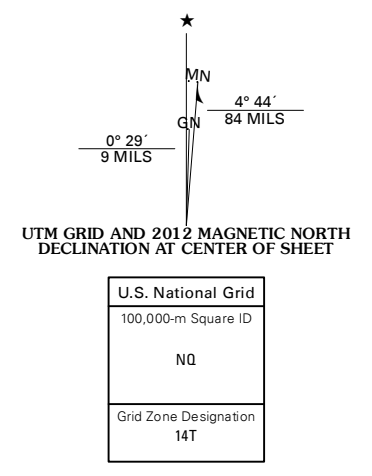 ★
MN
4° 44´
84 MILS
GN
0° 29´
9 MILS
UTM GRID AND 2012 MAGNETIC NORTH
DECLINATION AT CENTER OF SHEET
U.S. National Grid
100,000-m Square ID
NQ
Grid Zone Designation
14T